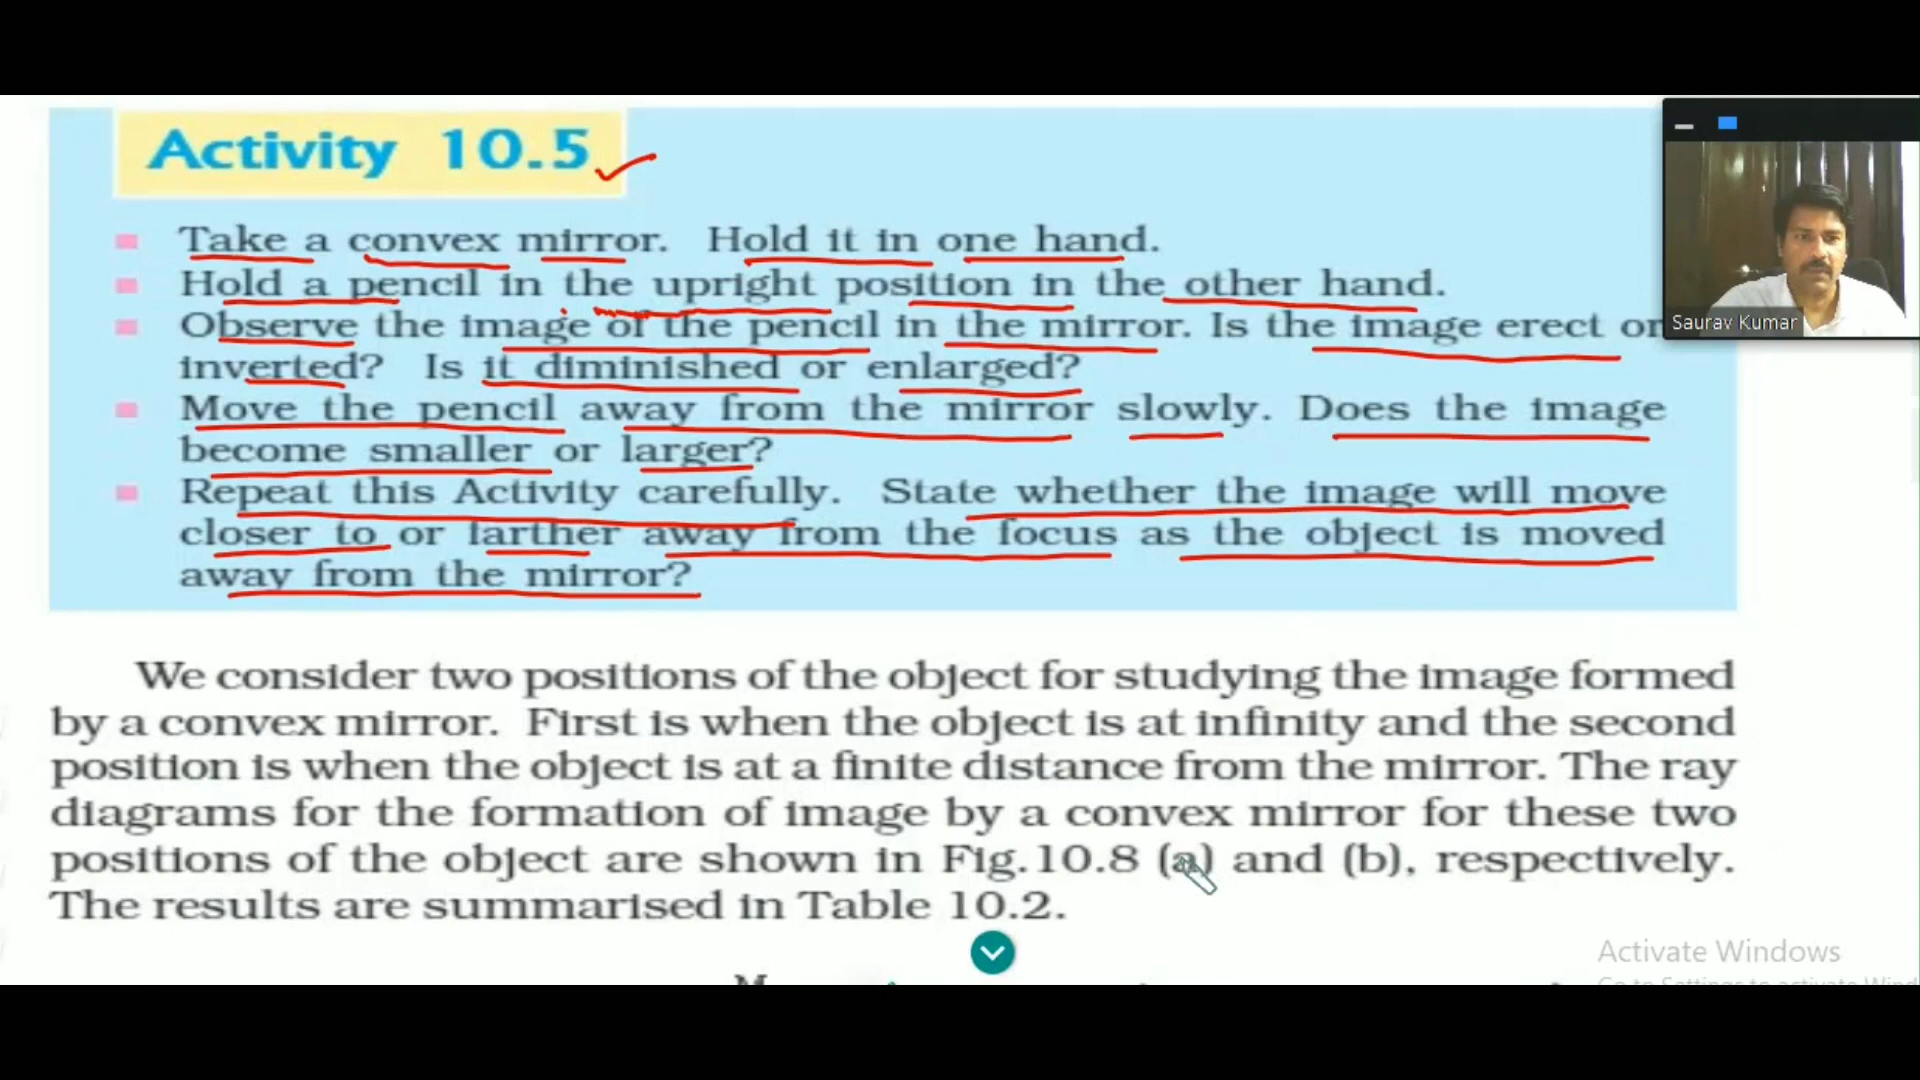 Activity 10.5
Take a convex mirror. Hold it in one hand.
Hold a pencil in the upright position in the other hand.
Observe the image of the pencil in the mirror. Is the image erect or
inverted? Is it diminished or enlarged?
Move the pencil away from the mirror slowly. Does the image
become smaller or larger?
Repeat this Activity carefully. State whether the image will move
closer to or farther away from the focus as the object is moved
away from the mirror?
We consider two positions of the object for studying the image formed
by a convex mirror. First is when the object is at infinity and the second
position is when the object is at a finite distance from the mirror. The ray
diagrams for the formation of image by a convex mirror for these two
positions of the object are shown in Fig.10.8 (a) and (b), respectively.
The results are summarised in Table 10.2.
Saurav Kumar
Activate Windows
M